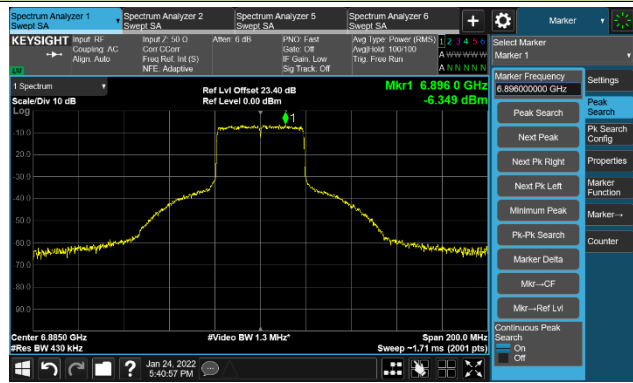 Spectrum Analyzer 1
Swept SA
Spectrum Analyzer 2
Swept SA
Spectrum Analyzer 5
Swept SA
Spectrum Analyzer 6
Swept SA
Marker
KEYSIGHT
Input: RF
Coupling: AC
Align: Auto
Input Z: 50 Ω
Corr CCorr
Freq Ref: Int (S)
NFE: Adaptive
Atten: 6 dB
PNO: Fast
Gate: Off
IF Gain: Low
Sig Track: Off
Avg Type: Power (RMS)
Avg|Hold: 100/100
Trig: Free Run
1 2 3 4 5 6
A W W W W W
A N N N N N
LW
1 Spectrum
Scale/Div 10 dB
Log
Ref Lvl Offset 23.40 dB
Ref Level 0.00 dBm
Mkr1 6.896 0 GHz
-6.349 dBm
1
-10.0
-20.0
-30.0
-40.0
-50.0
-60.0
-70.0
-80.0
-90.0
Center 6.8850 GHz
#Res BW 430 kHz
#Video BW 1.3 MHz*
Span 200.0 MHz
Sweep ~1.71 ms (2001 pts)
Select Marker
Marker 1
Marker Frequency
6.896000000 GHz
Peak Search
Next Peak
Next Pk Right
Next Pk Left
Minimum Peak
Pk-Pk Search
Marker Delta
Mkr→CF
Mkr→Ref Lvl
Continuous Peak
Search
On
Off
Settings
Peak
Search
Pk Search
Config
Properties
Marker
Function
Marker→
Counter
Jan 24, 2022
5:40:57 PM